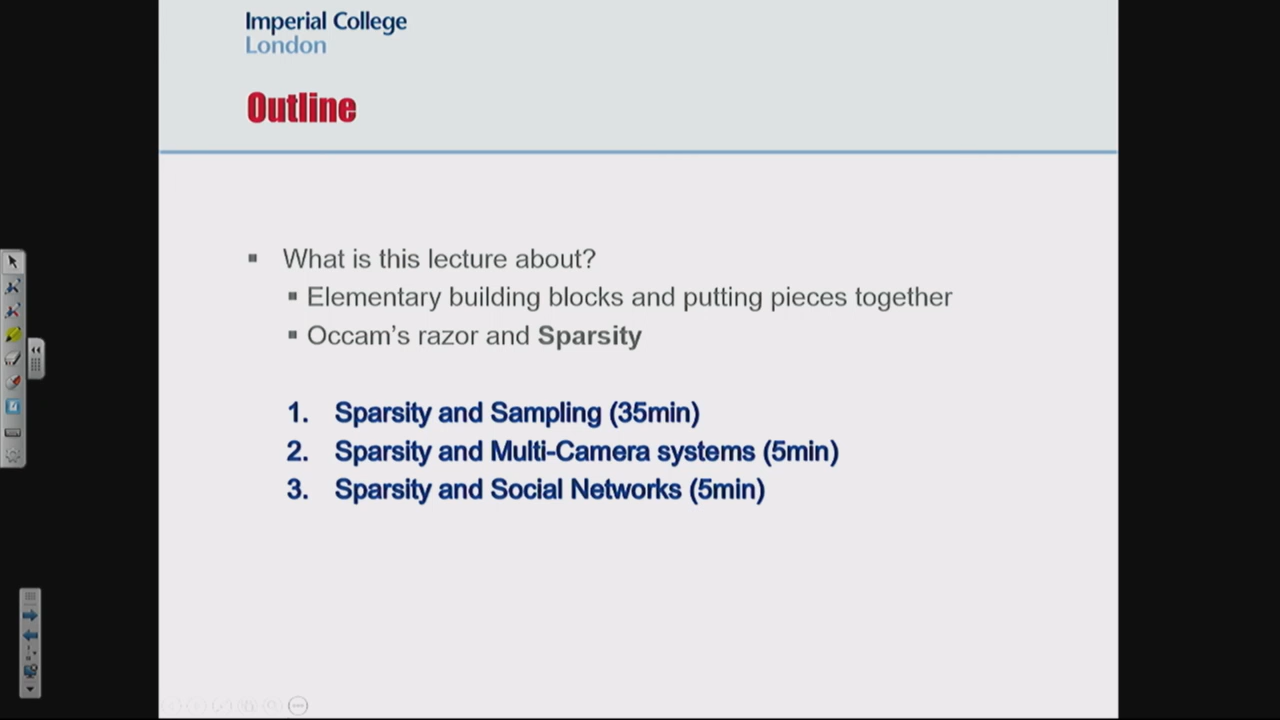 Imperial College
London
Outline
What is this lecture about?
Elementary building blocks and putting pieces together
Occam's razor and Sparsity
1. Sparsity and Sampling (35min)
2. Sparsity and Multi-Camera systems (5min)
3. Sparsity and Social Networks (5min)